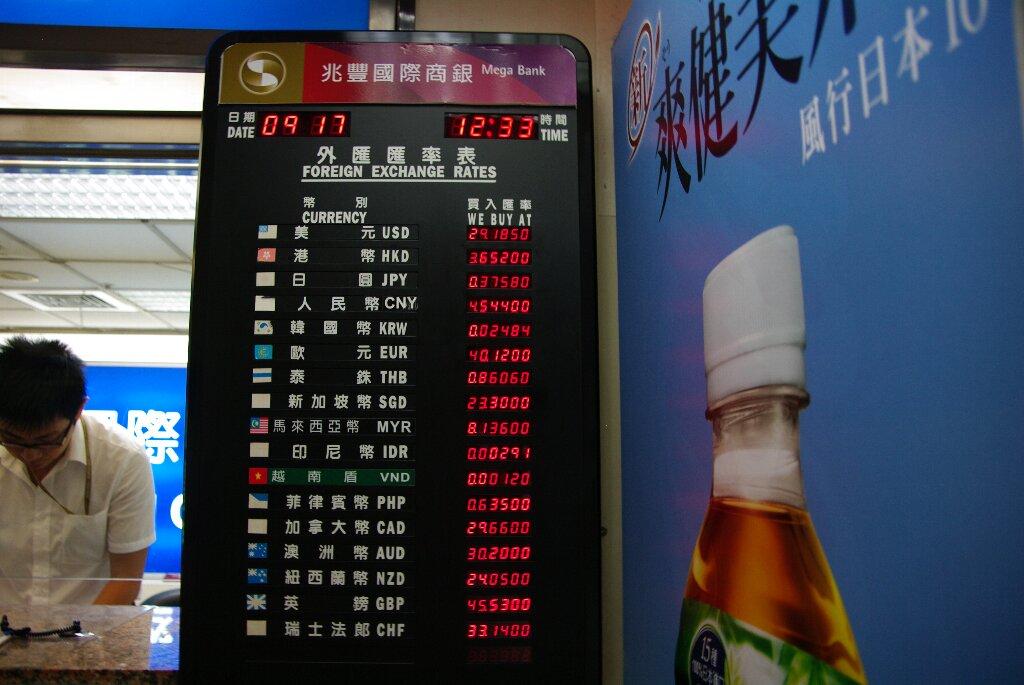 兆豐國際商銀 Mega Bank
日期 DATE 09 17 12:33 時間 TIME
外匯匯率表
FOREIGN EXCHANGE RATES
幣別 買入匯率
CURRENCY WE BUY AT
美元 USD 29.1850
港幣 HKD 3.65200
日圓 JPY 0.37580
人民幣 CNY 4.54400
韓國幣 KRW 0.02484
歐元 EUR 40.1200
泰銖 THB 0.86060
新加坡幣 SGD 23.3000
馬來西亞幣 MYR 8.13600
印尼幣 IDR 0.00291
越南盾 VND 0.00120
菲律賓幣 PHP 0.63500
加拿大幣 CAD 29.6600
澳洲幣 AUD 30.2000
紐西蘭幣 NZD 24.0500
英鎊 GBP 45.5300
瑞士法郎 CHF 33.1400
新
爽健美
風行日本10
際
15種